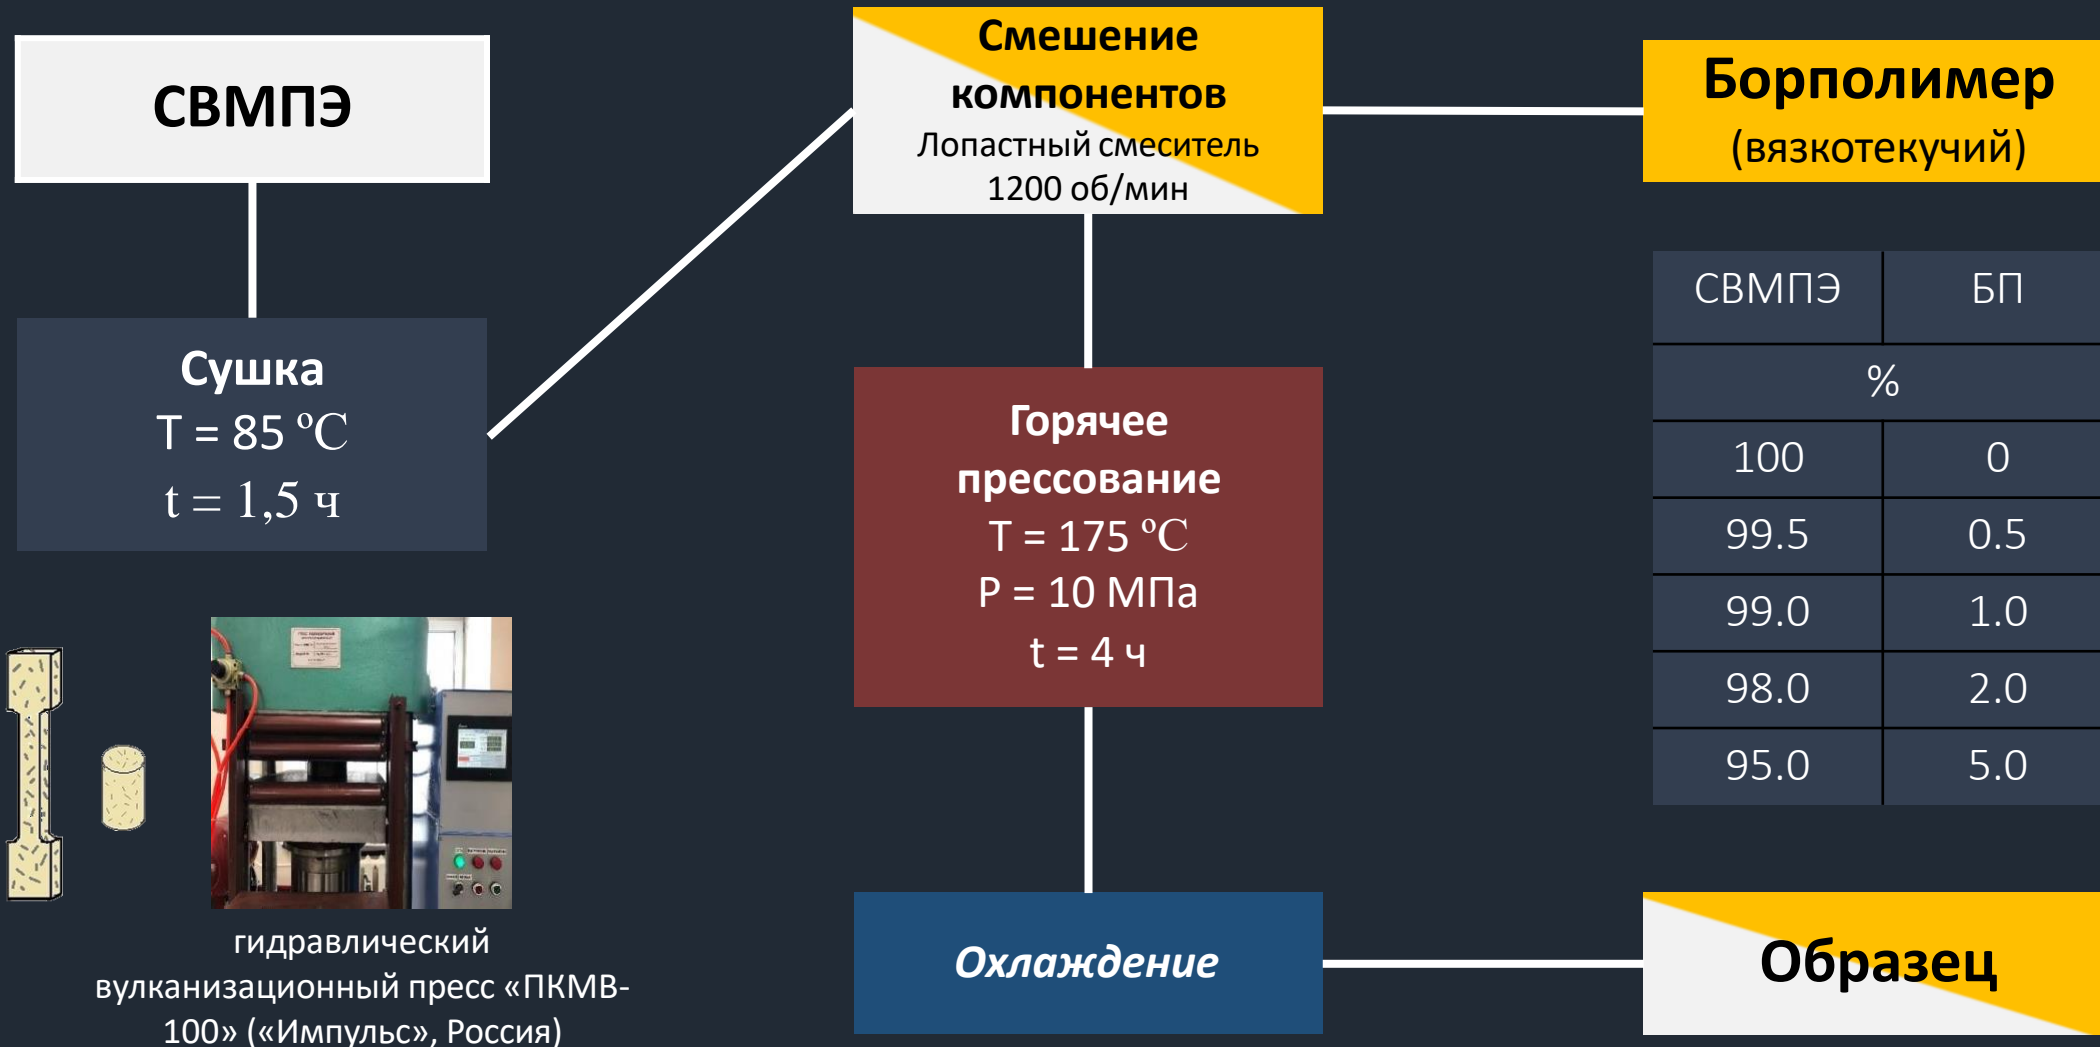 СВМПЭ
Сушка
T = 85 ºC
t = 1,5 ч
Смешение
компонентов
Лопастный смеситель
1200 об/мин
Борполимер
(вязкотекучий)
Горячее
прессование
T = 175 ºC
P = 10 МПа
t = 4 ч
СВМПЭ БП
%
100 0
99.5 0.5
99.0 1.0
98.0 2.0
95.0 5.0
гидравлический
вулканизационный пресс «ПКМВ-
100» («Импульс», Россия)
Охлаждение
Образец